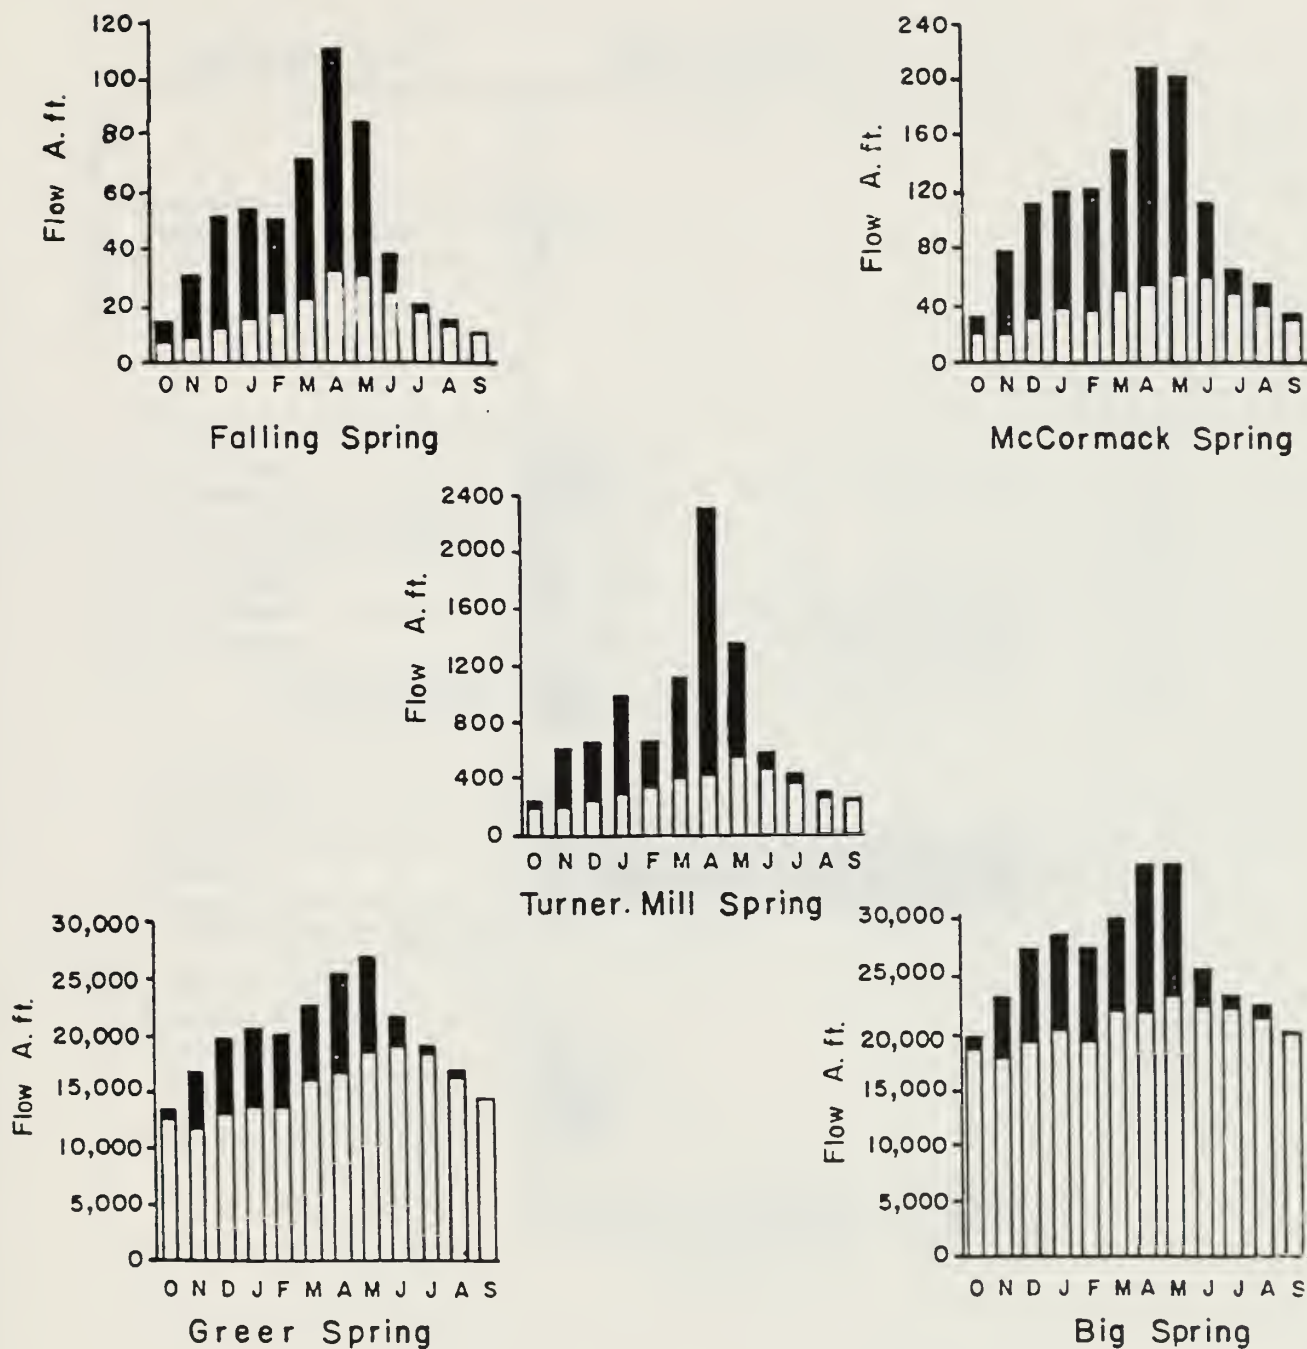 120
100
80
60
40
20
0
Flow A. ft.
O N D J F M A M J J A S
Falling Spring
240
200
160
120
80
40
0
Flow A. ft.
O N D J F M A M J J A S
McCormack Spring
2400
2000
1600
1200
800
400
0
Flow A. ft.
O N D J F M A M J J A S
Turner Mill Spring
30,000
25,000
20,000
15,000
10,000
5,000
0
Flow A. ft.
O N D J F M A M J J A S
Greer Spring
30,000
25,000
20,000
15,000
10,000
5,000
0
Flow A. ft.
O N D J F M A M J J A S
Big Spring